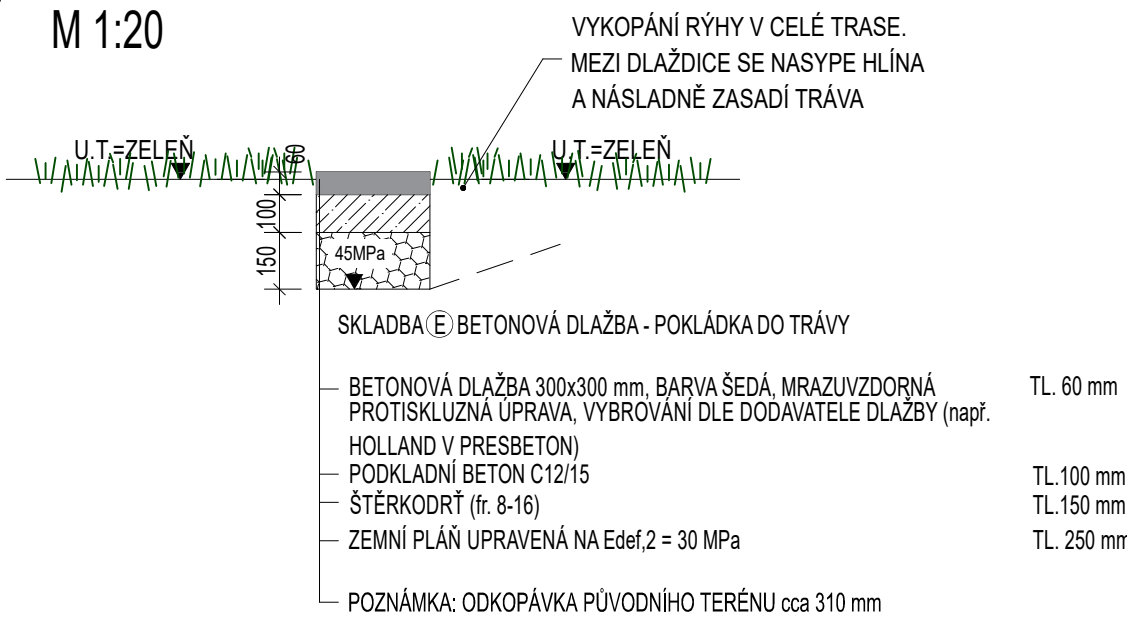 M 1:20
VYKOPÁNÍ RÝHY V CELÉ TRASE.
MEZI DLAŽDICE SE NASYPE HLÍNA
A NÁSLADNĚ ZASADÍ TRÁVA
U.T.=ZELEŇ
60
U.T.=ZELEŇ
100
150
45MPa
SKLADBA E BETONOVÁ DLAŽBA - POKLÁDKA DO TRÁVY
BETONOVÁ DLAŽBA 300x300 mm, BARVA ŠEDÁ, MRAZUVZDORNÁ TL. 60 mm
PROTISKLUZNÁ ÚPRAVA, VYBROVÁNÍ DLE DODAVATELE DLAŽBY (např.
HOLLAND V PRESBETON)
PODKLADNÍ BETON C12/15 TL.100 mm
ŠTĚRKODRŤ (fr. 8-16) TL.150 mm
ZEMNÍ PLÁŇ UPRAVENÁ NA Edef,2 = 30 MPa TL. 250 mm
POZNÁMKA: ODKOPÁVKA PŮVODNÍHO TERÉNU cca 310 mm